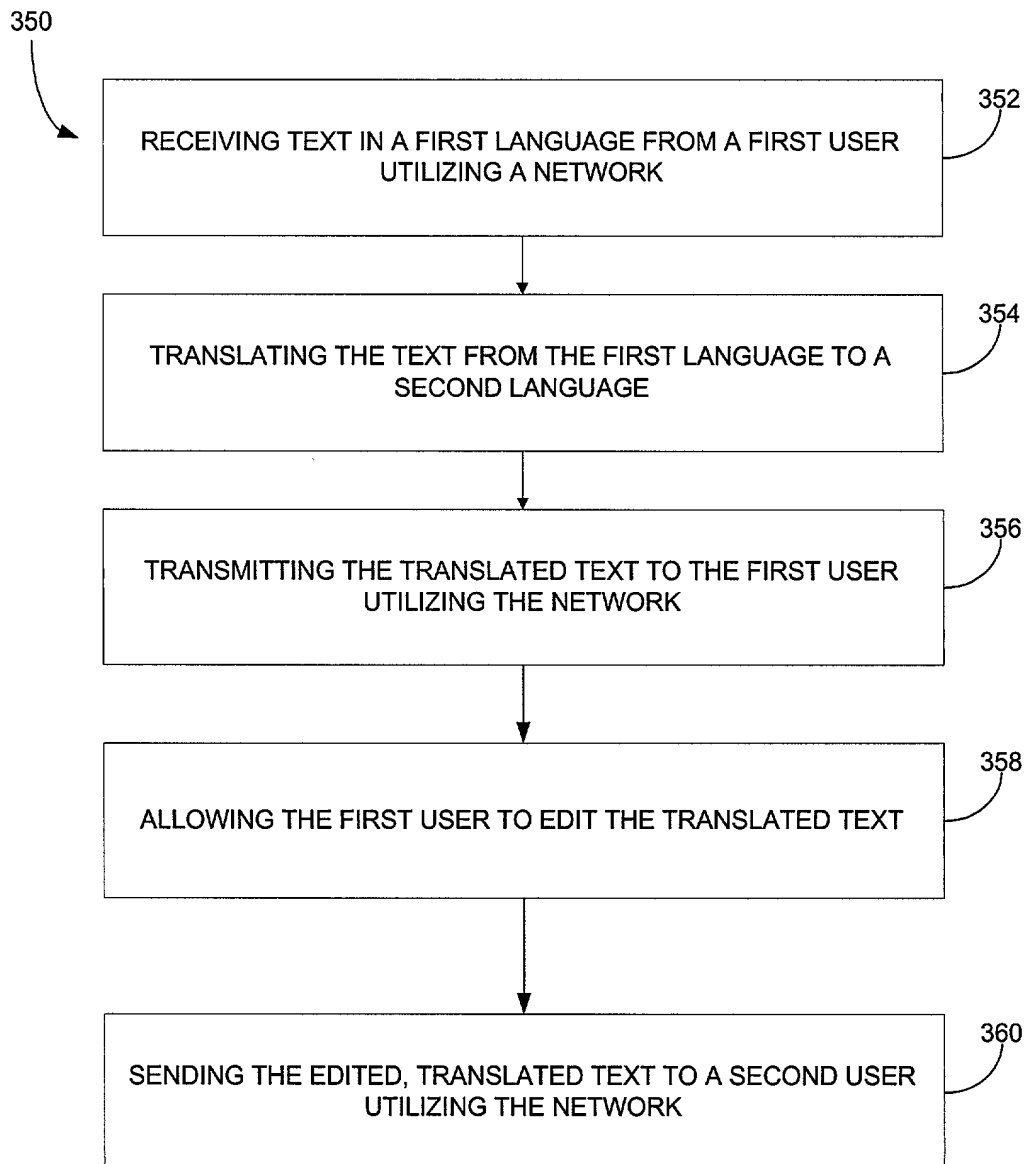 350
352
RECEIVING TEXT IN A FIRST LANGUAGE FROM A FIRST USER
UTILIZING A NETWORK
354
TRANSLATING THE TEXT FROM THE FIRST LANGUAGE TO A
SECOND LANGUAGE
356
TRANSMITTING THE TRANSLATED TEXT TO THE FIRST USER
UTILIZING THE NETWORK
358
ALLOWING THE FIRST USER TO EDIT THE TRANSLATED TEXT
360
SENDING THE EDITED, TRANSLATED TEXT TO A SECOND USER
UTILIZING THE NETWORK